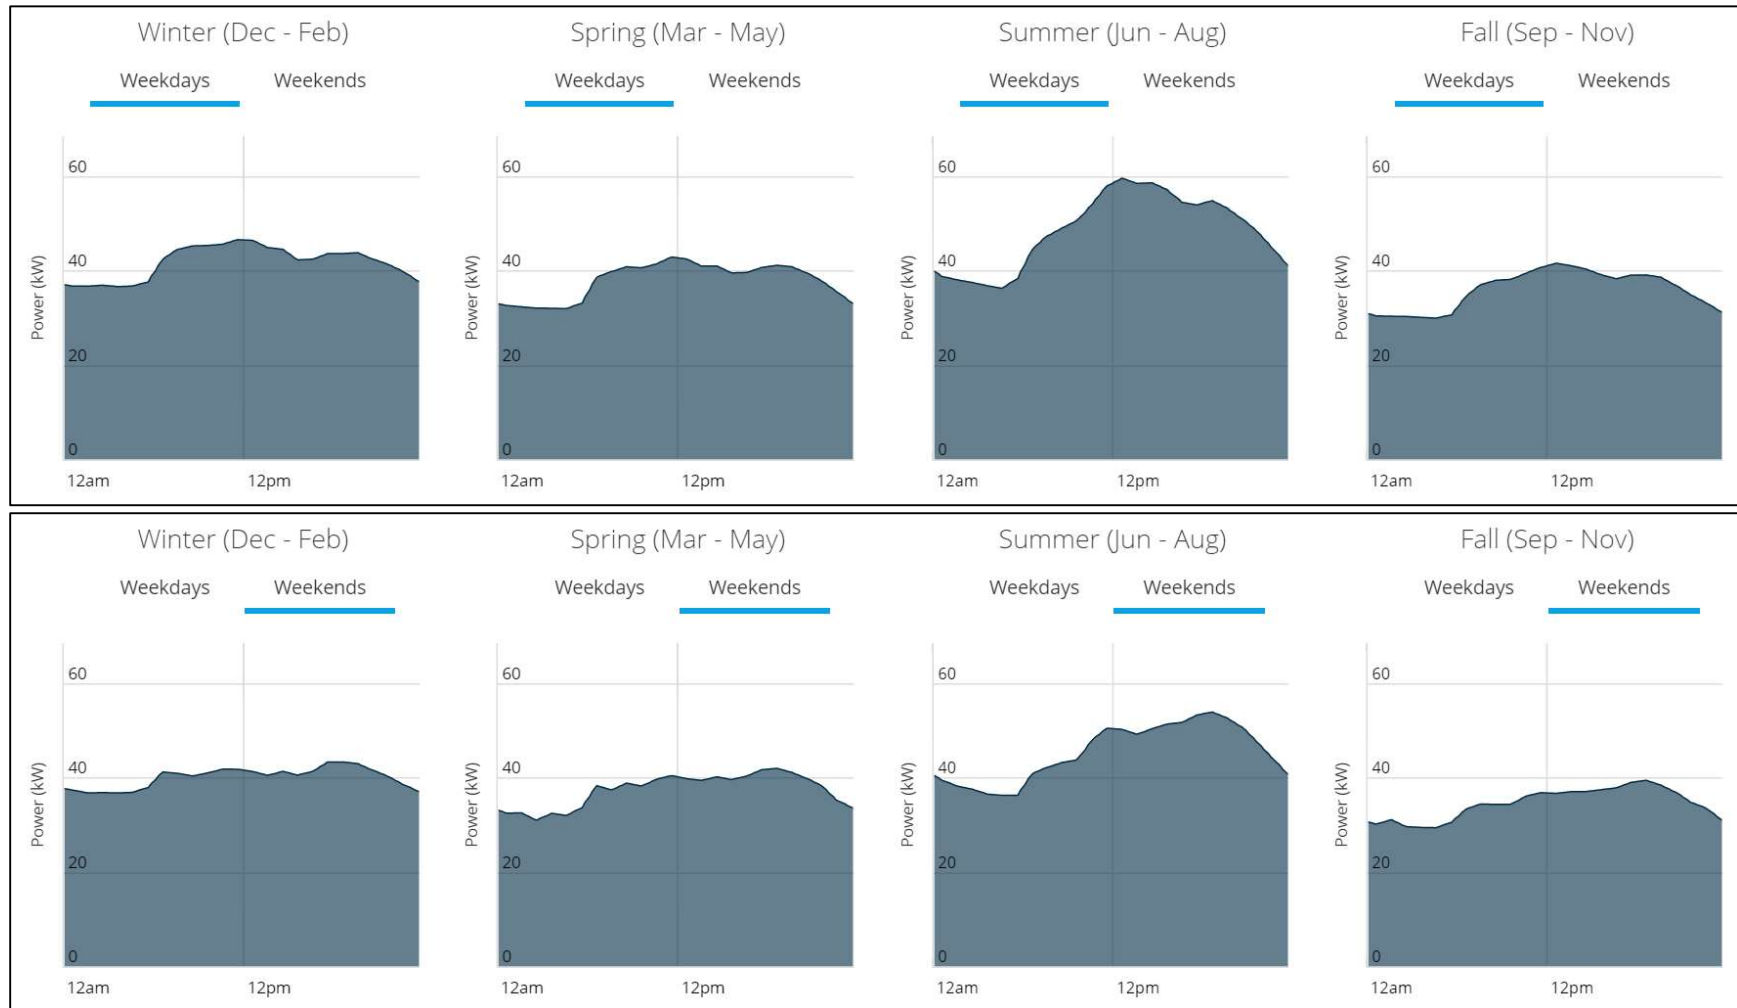 Winter (Dec - Feb)
Weekdays Weekends
60
40
20
0
Power (kW)
12am 12pm
Spring (Mar - May)
Weekdays Weekends
60
40
20
0
Power (kW)
12am 12pm
Summer (Jun - Aug)
Weekdays Weekends
60
40
20
0
Power (kW)
12am 12pm
Fall (Sep - Nov)
Weekdays Weekends
60
40
20
0
Power (kW)
12am 12pm
Winter (Dec - Feb)
Weekdays Weekends
60
40
20
0
Power (kW)
12am 12pm
Spring (Mar - May)
Weekdays Weekends
60
40
20
0
Power (kW)
12am 12pm
Summer (Jun - Aug)
Weekdays Weekends
60
40
20
0
Power (kW)
12am 12pm
Fall (Sep - Nov)
Weekdays Weekends
60
40
20
0
Power (kW)
12am 12pm